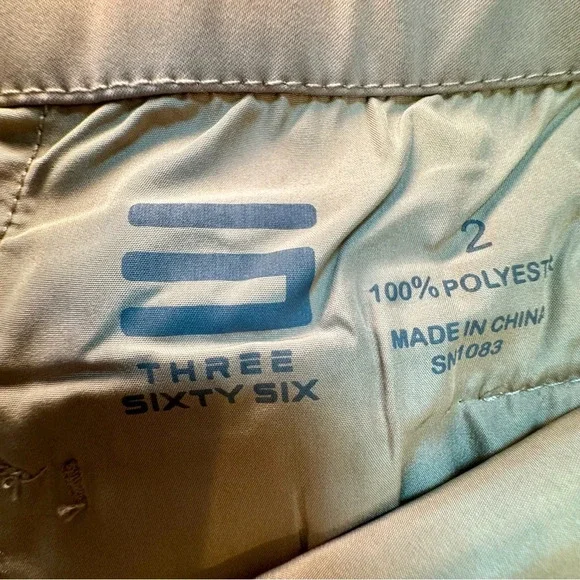 THREE
SIXTY SIX
2
100% POLYEST
MADE IN CHINA
SN1083